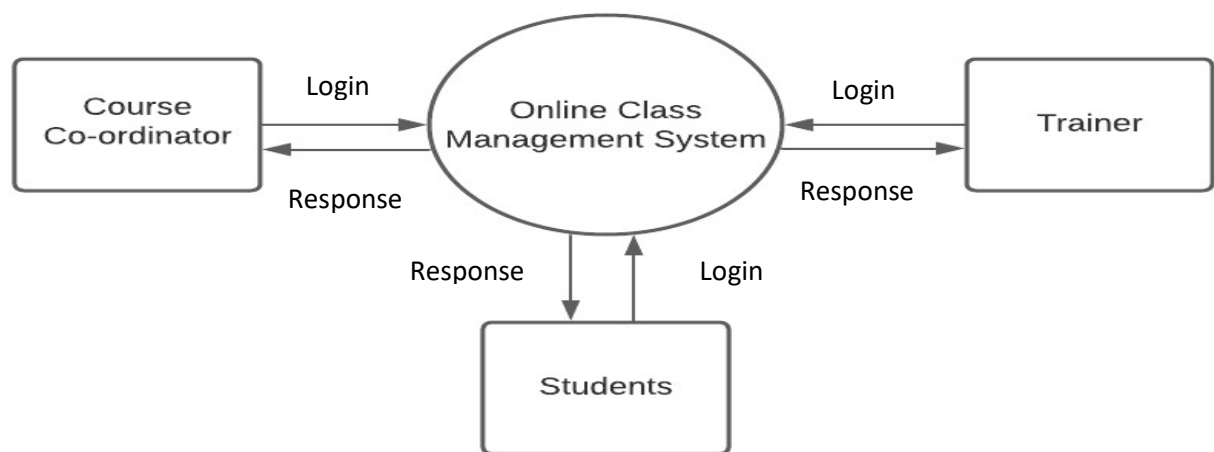 Course
Co-ordinator
Login
Response
Online Class
Management System
Login
Response
Trainer
Response
Login
Students